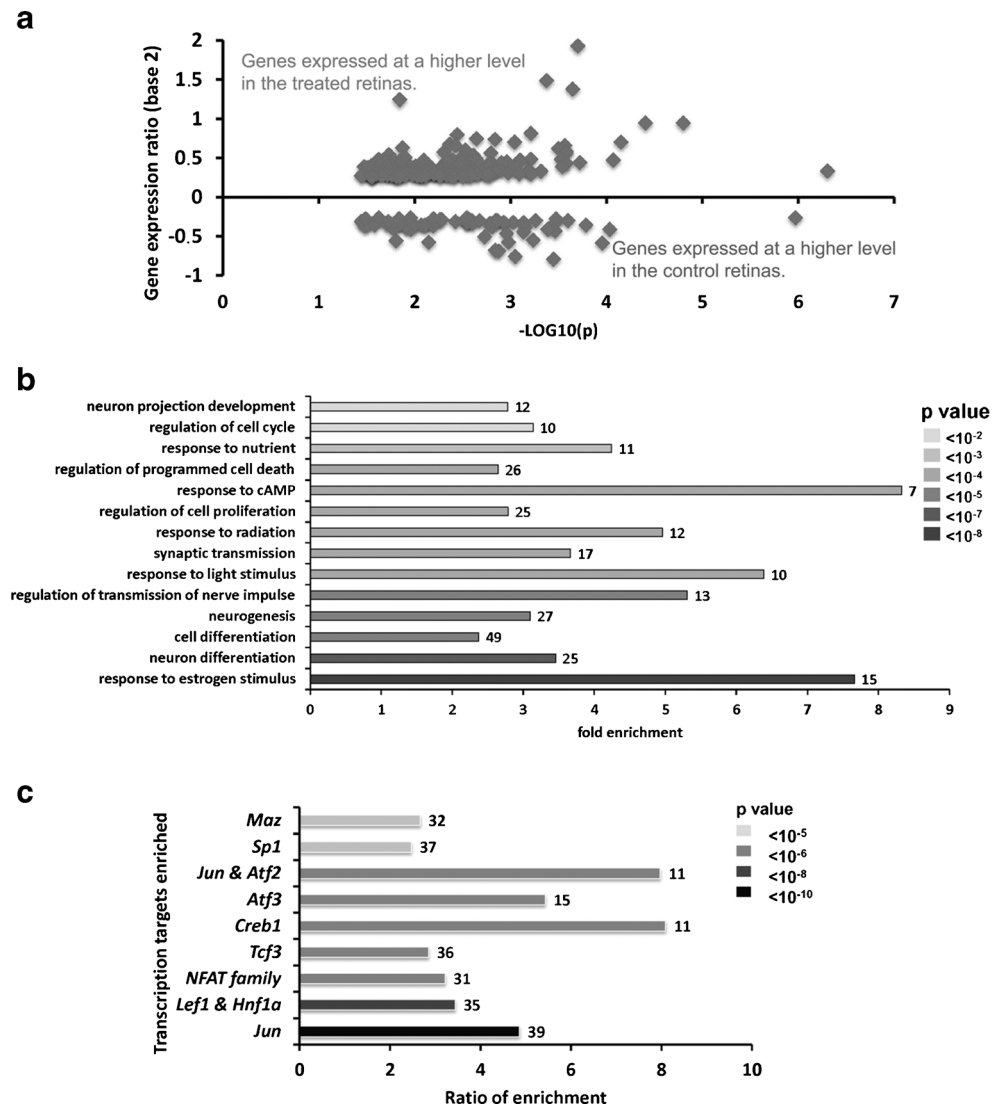 a
Gene expression ratio (base 2)
2
1.5
1
0.5
0
-0.5
-1
Genes expressed at a higher level
in the treated retinas.
Genes expressed at a higher level
in the control retinas.
0 1 2 3 4 5 6 7
-LOG10(p)
b
neuron projection development 12
regulation of cell cycle 10
response to nutrient 11
regulation of programmed cell death 26
response to cAMP 7
regulation of cell proliferation 25
response to radiation 12
synaptic transmission 17
response to light stimulus 10
regulation of transmission of nerve impulse 13
neurogenesis 27
cell differentiation 49
neuron differentiation 25
response to estrogen stimulus 15
0 1 2 3 4 5 6 7 8 9
fold enrichment
p value
<10-2
<10-3
<10-4
<10-5
<10-7
<10-8
c
Transcription targets enriched
Maz 32
Sp1 37
Jun & Atf2 11
Atf3 15
Creb1 11
Tcf3 36
NFAT family 31
Lef1 & Hnf1a 35
Jun 39
0 2 4 6 8 10
Ratio of enrichment
p value
<10-5
<10-6
<10-8
<10-10